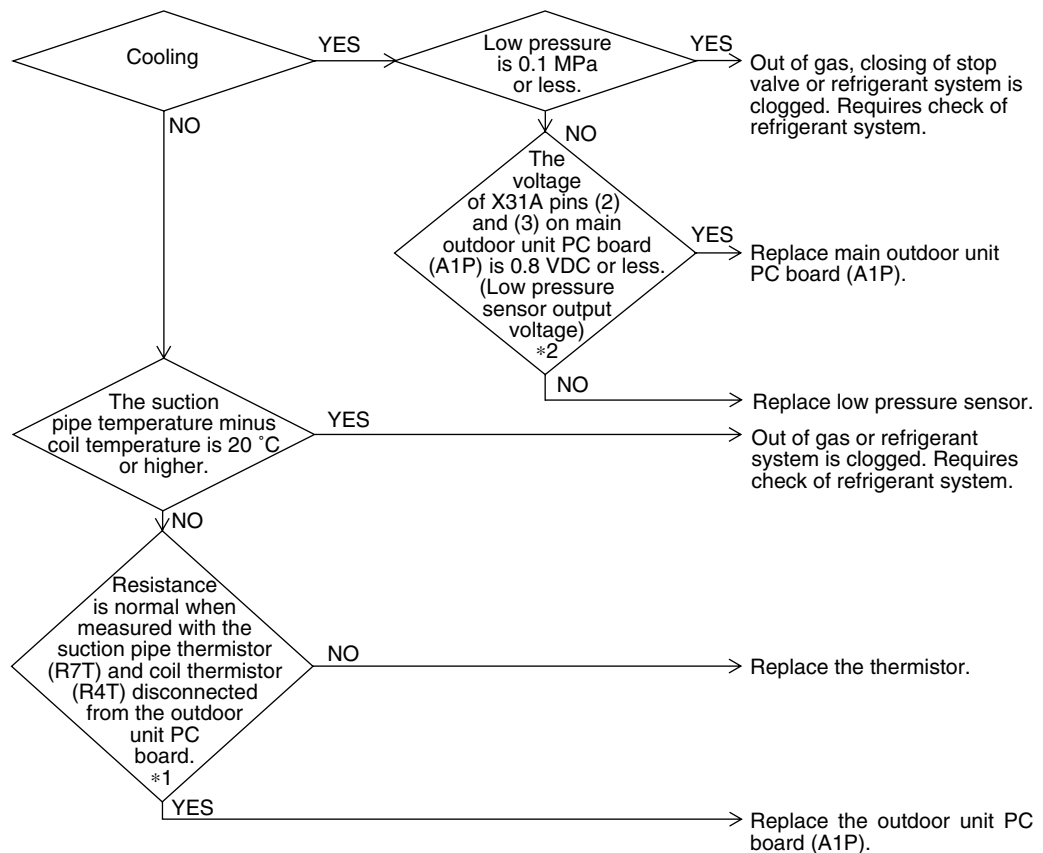 Cooling
YES
Low pressure
is 0.1 MPa
or less.
YES
Out of gas, closing of stop
valve or refrigerant system is
clogged. Requires check of
refrigerant system.
NO
NO
The
voltage
of X31A pins (2)
and (3) on main
outdoor unit PC board
(A1P) is 0.8 VDC or less.
(Low pressure
sensor output
voltage)
*2
YES
Replace main outdoor unit
PC board (A1P).
NO
Replace low pressure sensor.
The suction
pipe temperature minus
coil temperature is 20 ˚C
or higher.
YES
Out of gas or refrigerant
system is clogged. Requires
check of refrigerant system.
NO
Resistance
is normal when
measured with the
suction pipe thermistor
(R7T) and coil thermistor
(R4T) disconnected
from the outdoor
unit PC
board.
*1
NO
Replace the thermistor.
YES
Replace the outdoor unit PC
board (A1P).